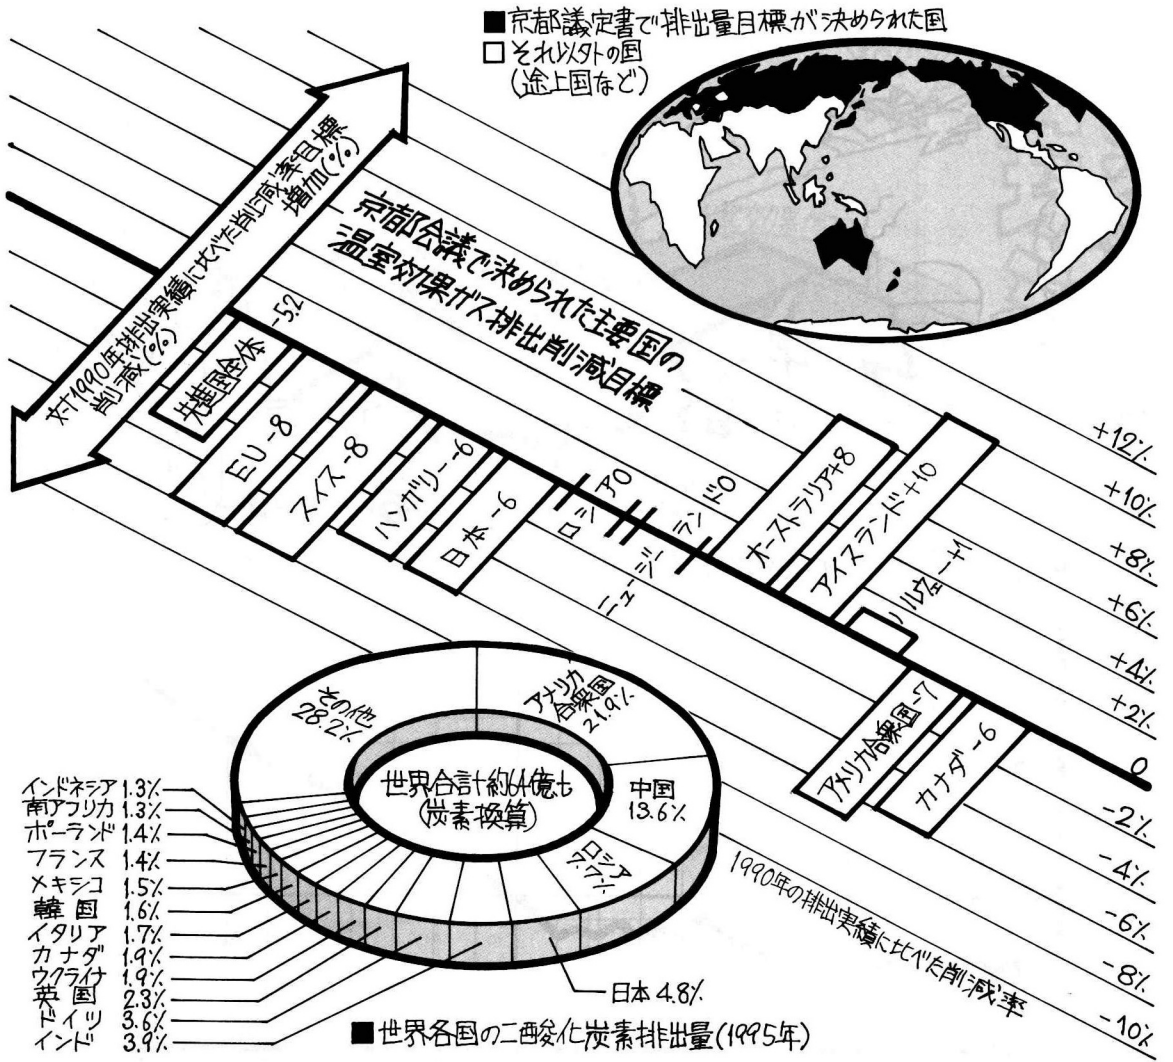 ■京都議定書で排出量目標が決められた国
□それ以外の国
(途上国など)
対1990年排出実績に比べた削減率目標
増加(%)
削減(%)
京都会議で決められた主要国の
温室効果ガス排出削減目標
先進国全体
-5.2
EU-8
スイス-8
ハンガリー-6
日本-6
ロシア0
ニュージーランド0
オーストラリア+8
アイスランド+10
ノルウェー+1
アメリカ合衆国-7
カナダ-6
+12%
+10%
+8%
+6%
+4%
+2%
0
-2%
-4%
-6%
-8%
-10%
1990年の排出実績に比べた削減率
その他
28.2%
アメリカ
合衆国
21.9%
中国
13.6%
ロシア
7.7%
世界合計約64億t
(炭素換算)
インドネシア 1.3%
南アフリカ 1.3%
ポーランド 1.4%
フランス 1.4%
メキシコ 1.5%
韓国 1.6%
イタリア 1.7%
カナダ 1.9%
ウクライナ 1.9%
英国 2.3%
ドイツ 3.6%
インド 3.9%
日本 4.8%
■世界各国の二酸化炭素排出量(1995年)